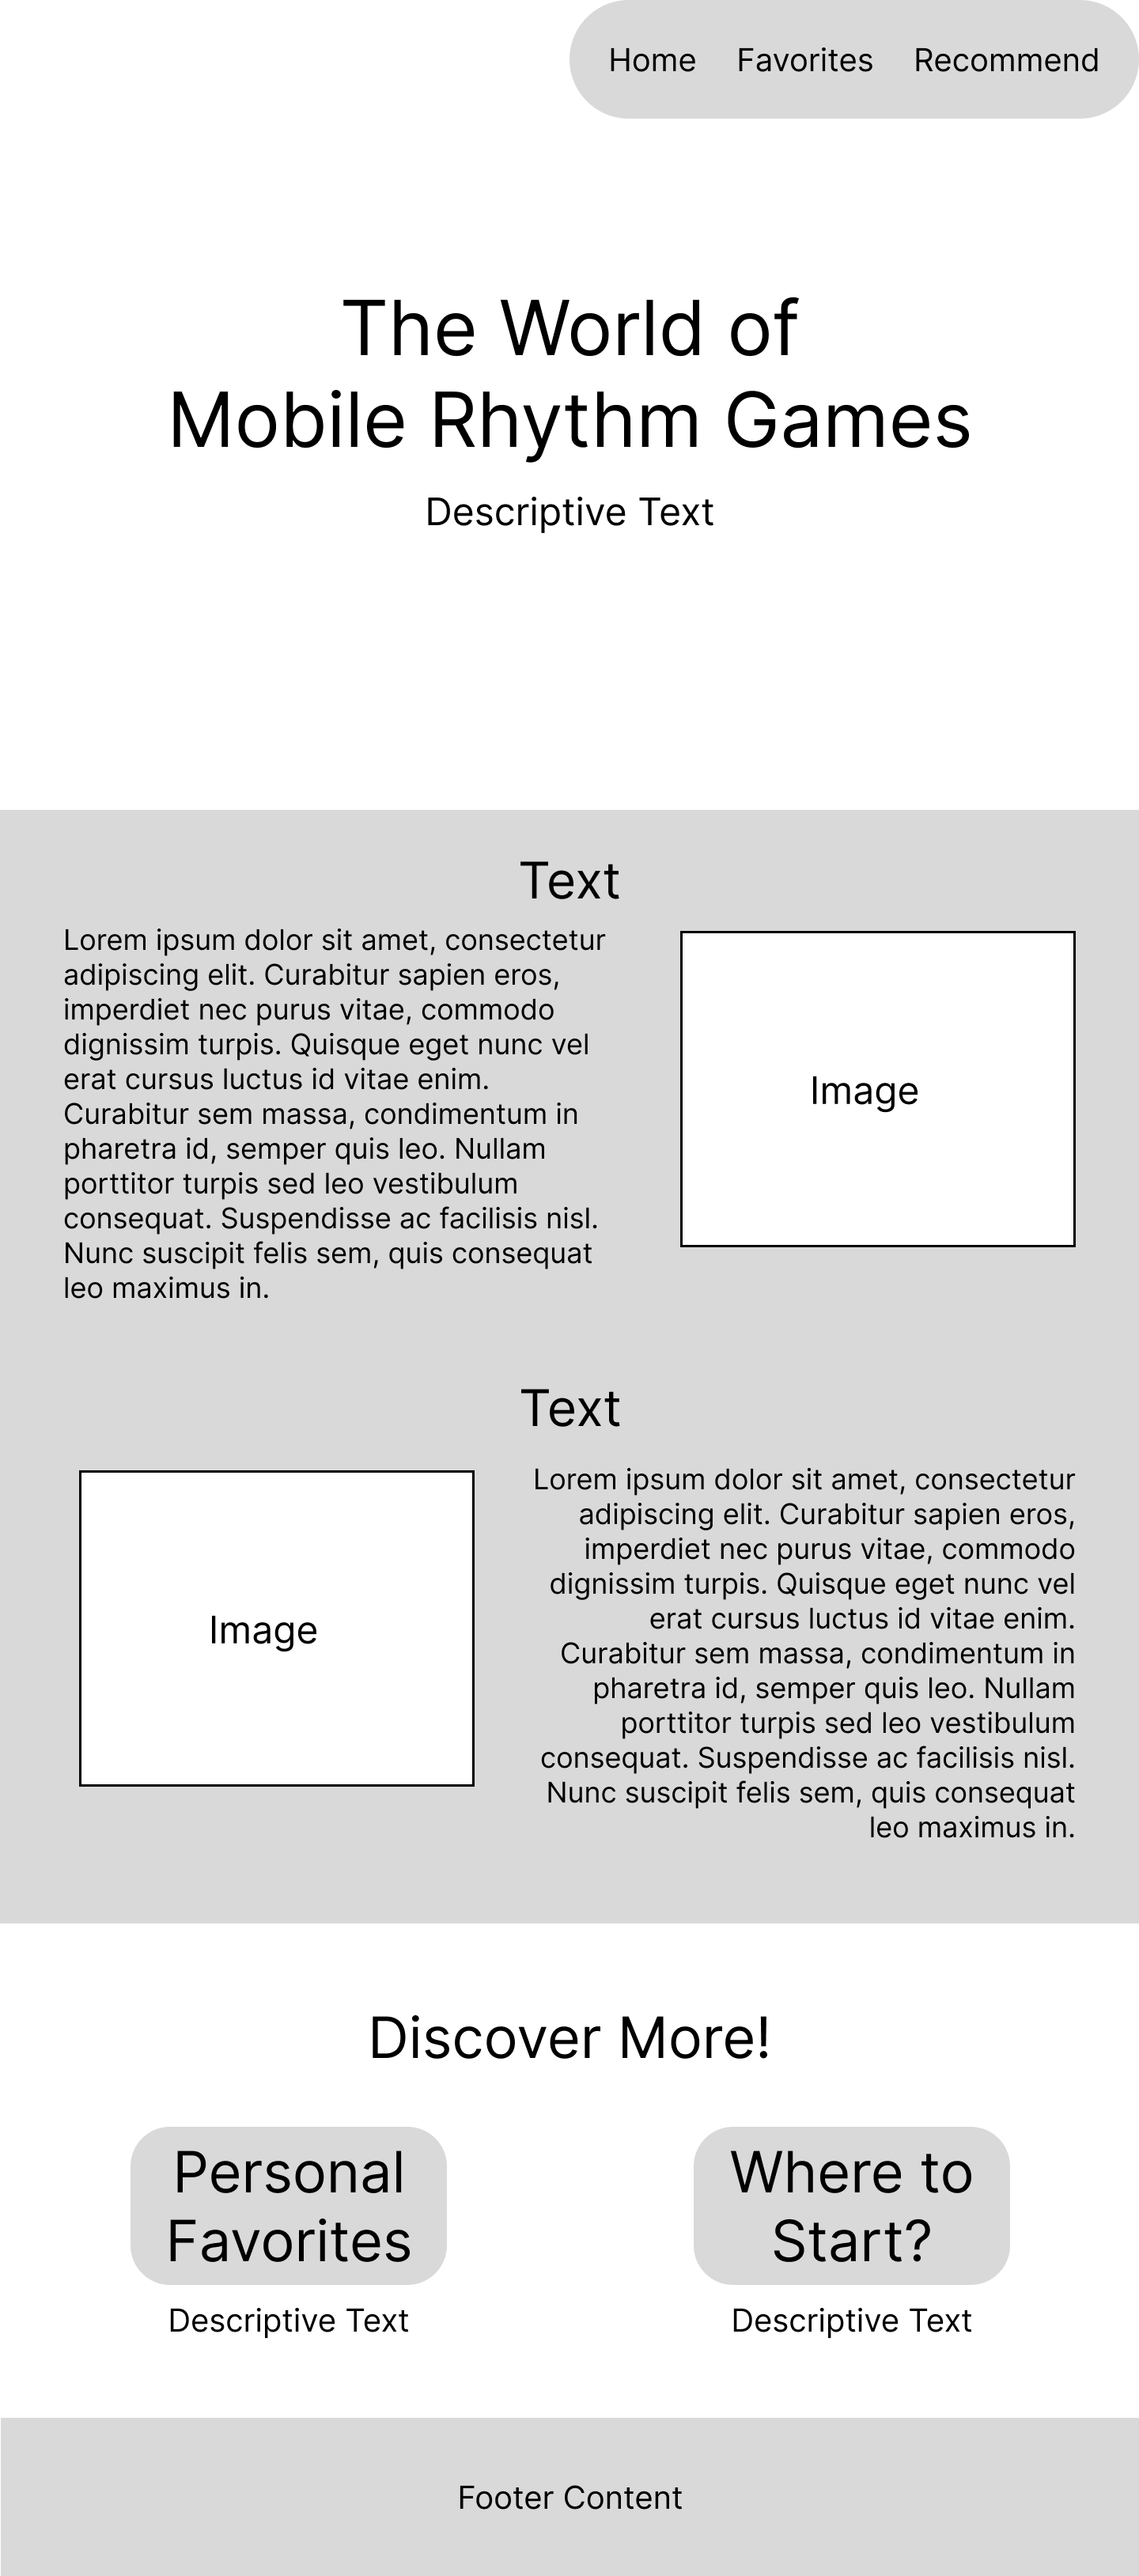 Home Favorites Recommend
The World of
Mobile Rhythm Games
Descriptive Text
Text
Lorem ipsum dolor sit amet, consectetur
adipiscing elit. Curabitur sapien eros,
imperdiet nec purus vitae, commodo
dignissim turpis. Quisque eget nunc vel
erat cursus luctus id vitae enim.
Curabitur sem massa, condimentum in
pharetra id, semper quis leo. Nullam
porttitor turpis sed leo vestibulum
consequat. Suspendisse ac facilisis nisl.
Nunc suscipit felis sem, quis consequat
leo maximus in.
Image
Text
Image
Lorem ipsum dolor sit amet, consectetur
adipiscing elit. Curabitur sapien eros,
imperdiet nec purus vitae, commodo
dignissim turpis. Quisque eget nunc vel
erat cursus luctus id vitae enim.
Curabitur sem massa, condimentum in
pharetra id, semper quis leo. Nullam
porttitor turpis sed leo vestibulum
consequat. Suspendisse ac facilisis nisl.
Nunc suscipit felis sem, quis consequat
leo maximus in.
Discover More!
Personal
Favorites
Descriptive Text
Where to
Start?
Descriptive Text
Footer Content